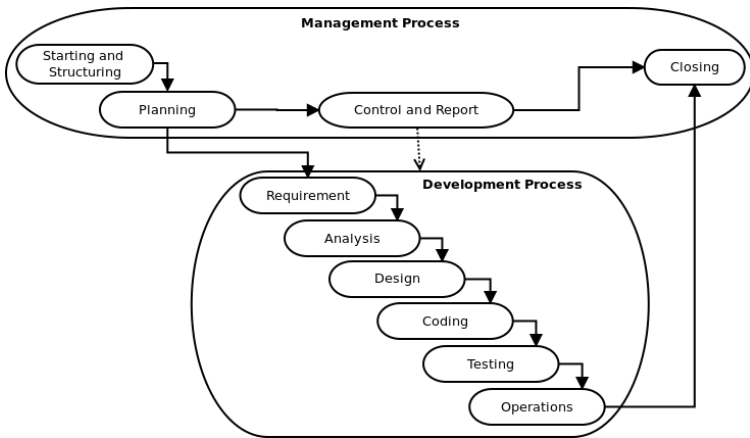 Management Process
Starting and
Structuring
Closing
Planning
Control and Report
Development Process
Requirement
Analysis
Design
Coding
Testing
Operations